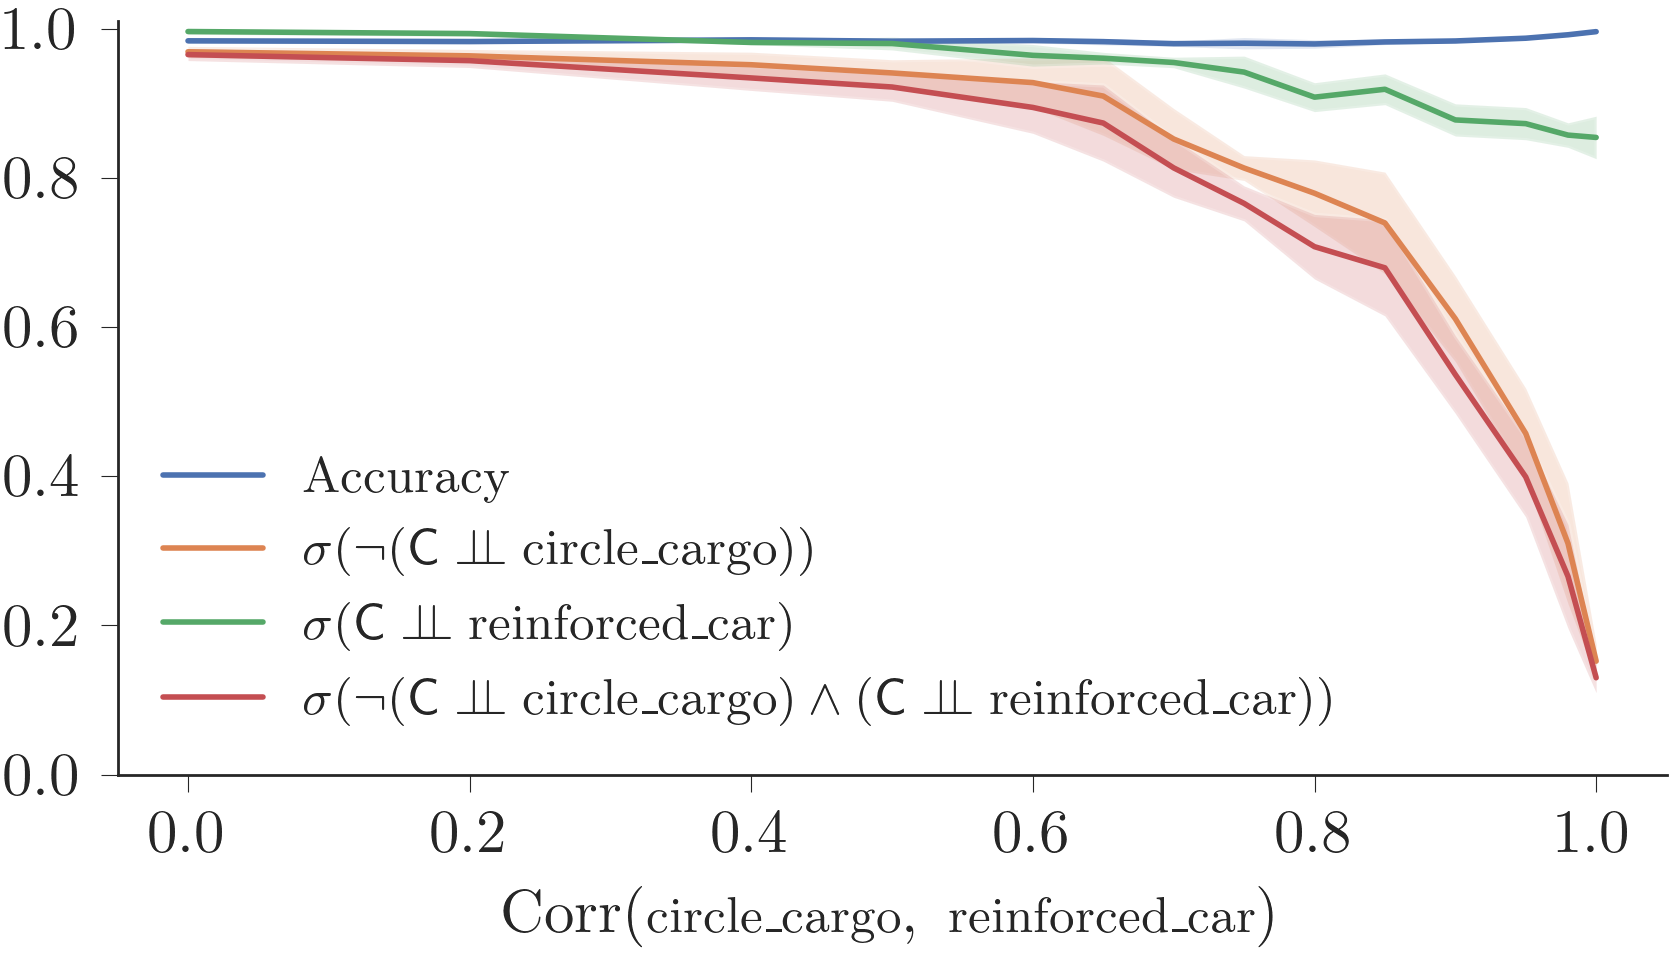 1.0
0.8
0.6
0.4
0.2
0.0
Accuracy
σ(¬(C ⫫ circle_cargo))
σ(C ⫫ reinforced_car)
σ(¬(C ⫫ circle_cargo) ∧ (C ⫫ reinforced_car))
0.0 0.2 0.4 0.6 0.8 1.0
Corr(circle_cargo, reinforced_car)